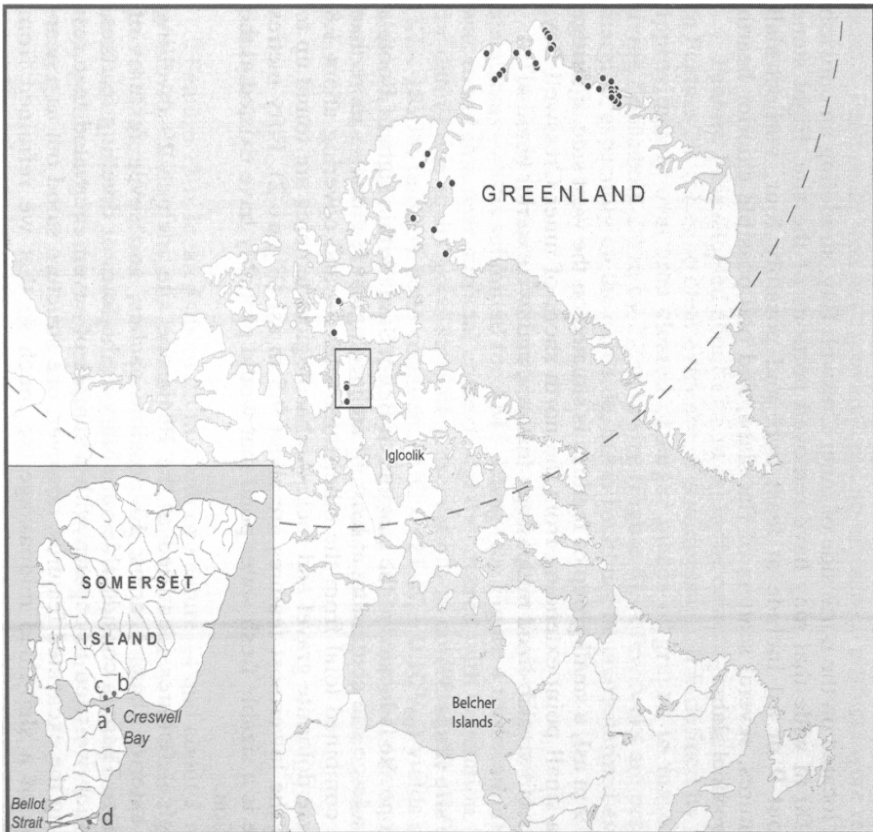 GREENLAND
Igloolik
Belcher
Islands
SOMERSET
ISLAND
c b
a
Creswell
Bay
Bellot
Strait
d